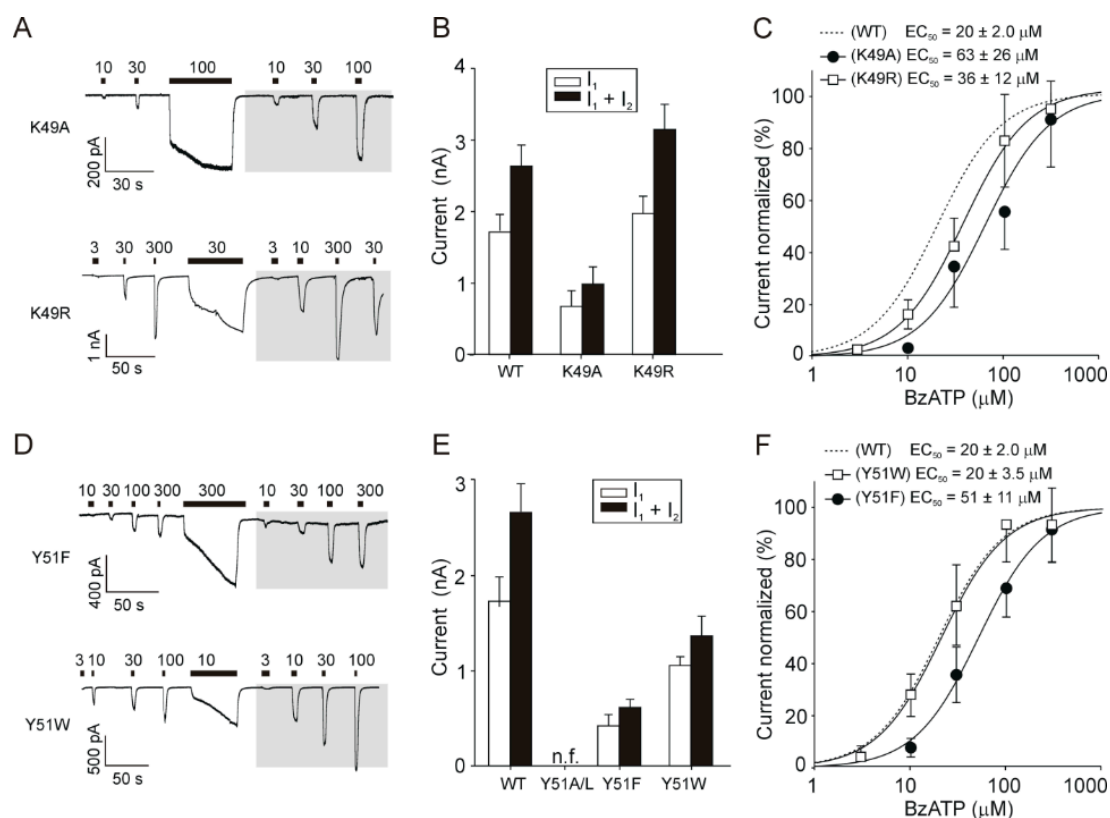 A
10 30 100 10 30 100
K49A
200 pA
30 s
3 30 300 30 3 10 300 30
K49R
1 nA
50 s
B
4
3
2
1
0
Current (nA)
I₁
I₁ + I₂
WT K49A K49R
C
(WT) EC₅₀ = 20 ± 2.0 µM
(K49A) EC₅₀ = 63 ± 26 µM
(K49R) EC₅₀ = 36 ± 12 µM
100
80
60
40
20
0
Current normalized (%)
1 10 100 1000
BzATP (µM)
D
10 30 100 300 300 10 30 100 300
Y51F
400 pA
50 s
3 10 30 100 10 3 10 30 100
Y51W
500 pA
50 s
E
3
2
1
0
Current (nA)
I₁
I₁ + I₂
n.f.
WT Y51A/L Y51F Y51W
F
(WT) EC₅₀ = 20 ± 2.0 µM
(Y51W) EC₅₀ = 20 ± 3.5 µM
(Y51F) EC₅₀ = 51 ± 11 µM
100
80
60
40
20
0
Current normalized (%)
1 10 100 1000
BzATP (µM)